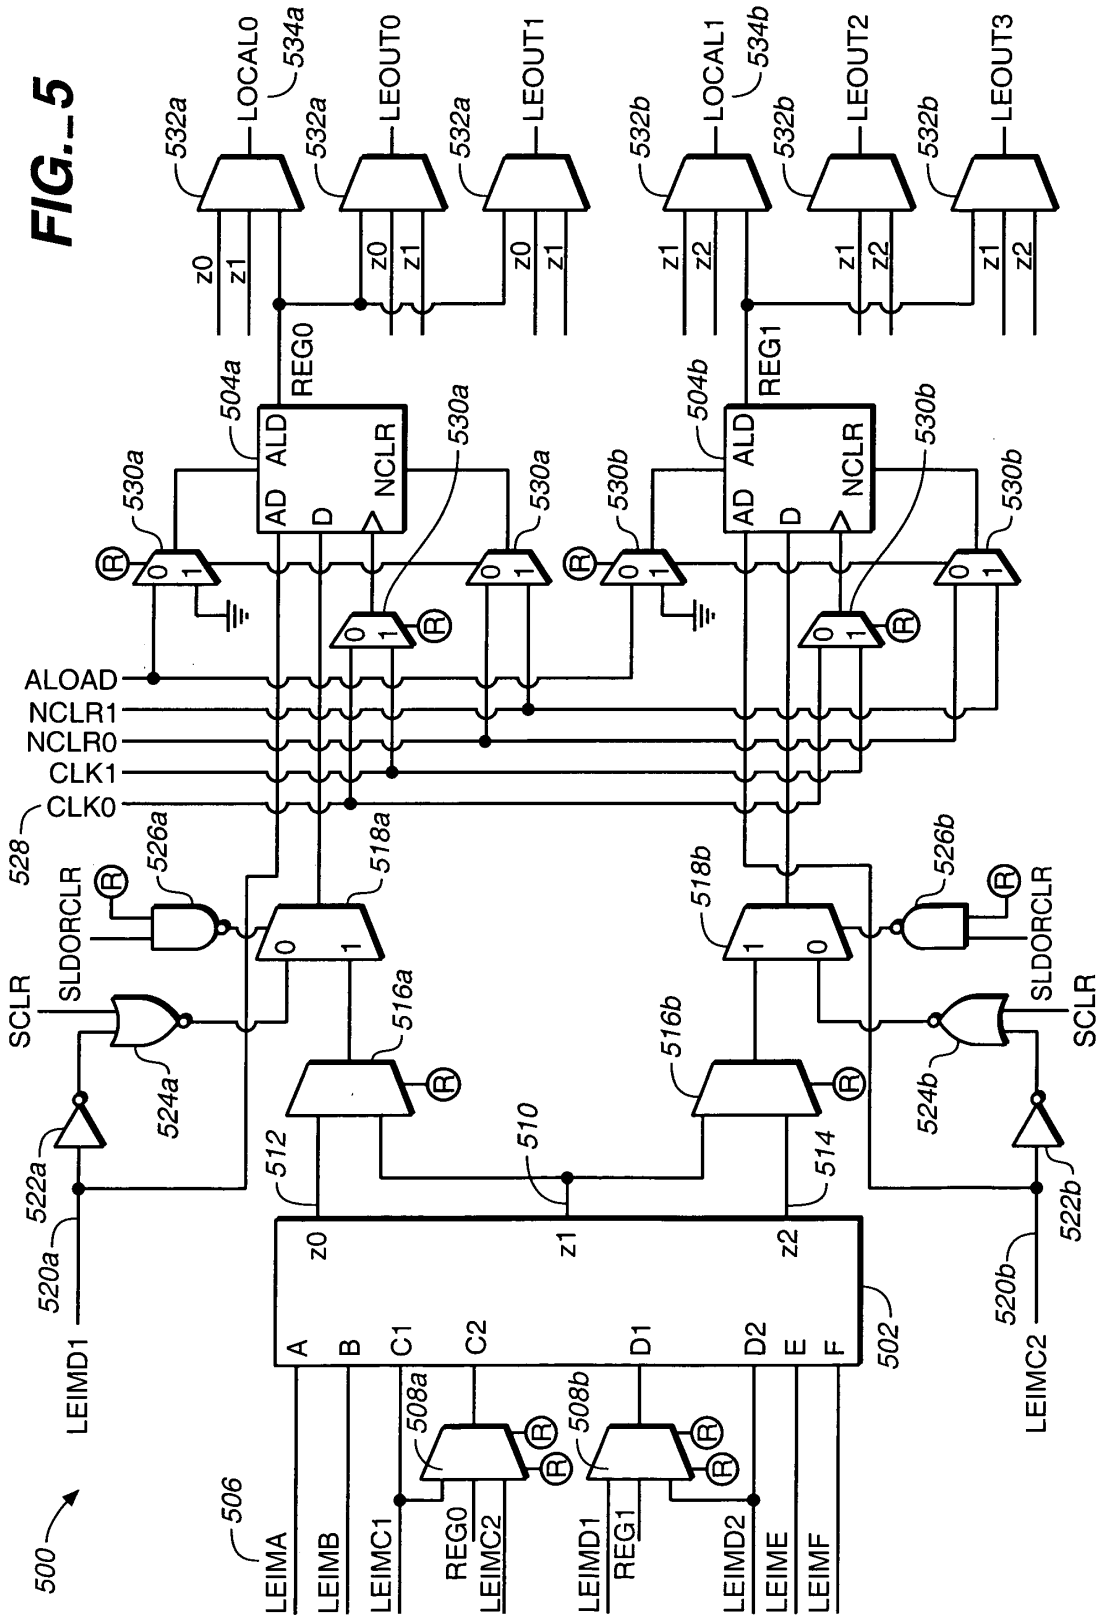 FIG._5
500
506
LEIMA
LEIMB
LEIMC1
REG0
LEIMC2
LEIMD1
REG1
LEIMD2
LEIME
LEIMF
508a
R
R
508b
R
R
A
B
C1
C2
D1
D2
E
F
z0
z1
z2
502
512
510
514
LEIMD1
520a
522a
SCLR
524a
SLDORCLR
R
526a
516a
R
0
1
518a
LEIMC2
520b
522b
SCLR
524b
SLDORCLR
R
526b
516b
R
1
0
518b
528
CLK0
CLK1
NCLR0
NCLR1
ALOAD
R
0
1
530a
0
1
R
530a
0
1
530a
AD
ALD
D
NCLR
504a
REG0
R
0
1
530b
0
1
R
530b
0
1
530b
AD
ALD
D
NCLR
504b
REG1
z0
z1
532a
LOCAL0
534a
z0
z1
532a
LEOUT0
z0
z1
532a
LEOUT1
z1
z2
532b
LOCAL1
534b
z1
z2
532b
LEOUT2
z1
z2
532b
LEOUT3